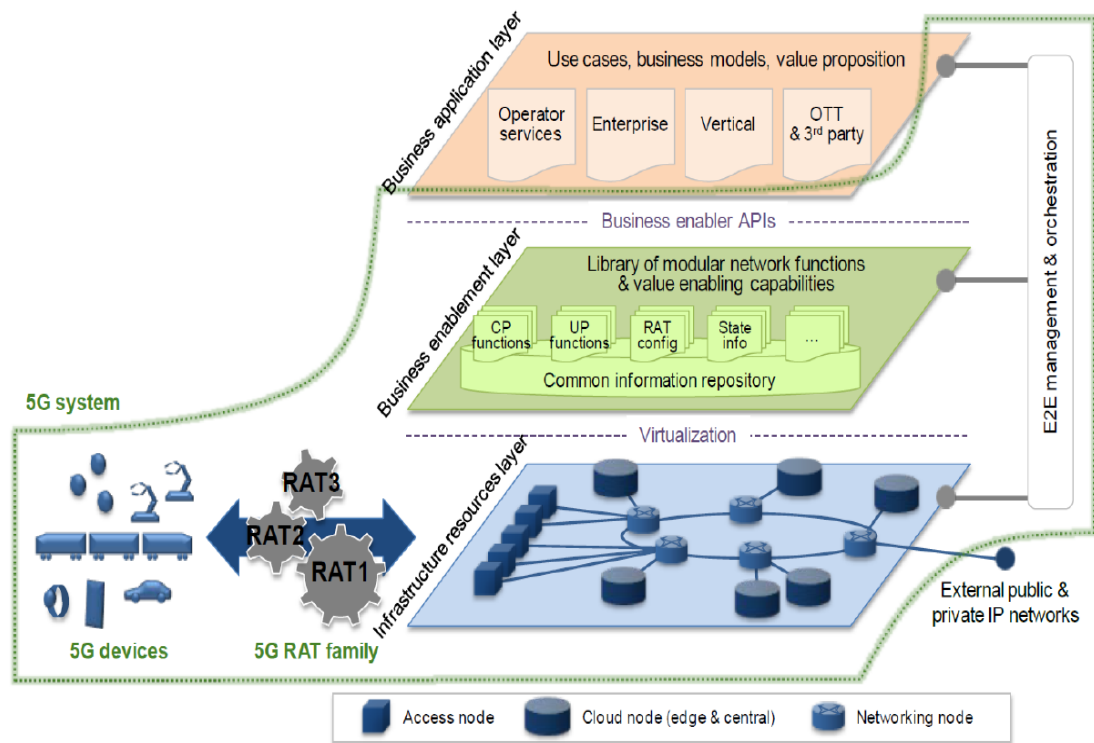 Business application layer
Use cases, business models, value proposition
Operator
services
Enterprise
Vertical
OTT
& 3rd party
Business enabler APIs
Business enablement layer
Library of modular network functions
& value enabling capabilities
CP
functions
UP
functions
RAT
config
State
info
...
Common information repository
E2E management & orchestration
5G system
Virtualization
Infrastructure resources layer
RAT3
RAT2
RAT1
5G devices
5G RAT family
External public &
private IP networks
Access node
Cloud node (edge & central)
Networking node